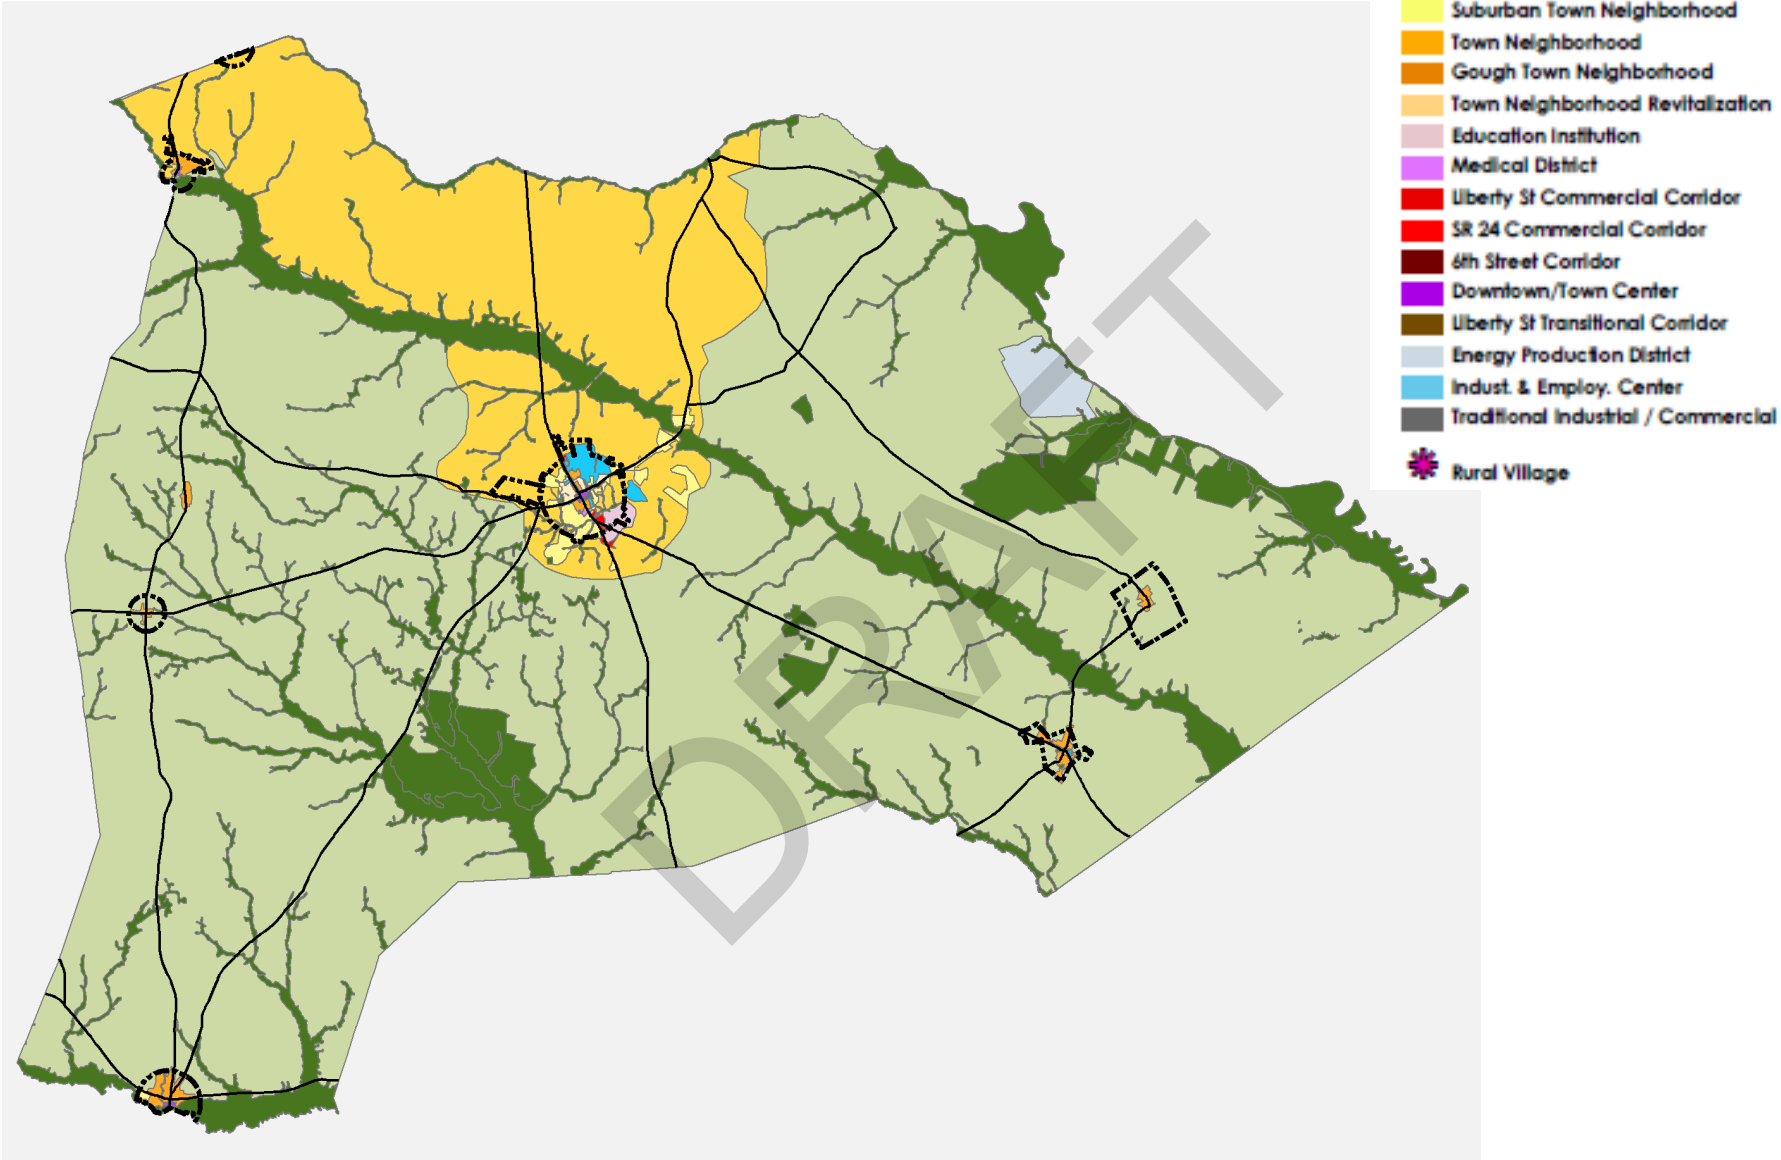 Suburban Town Neighborhood
Town Neighborhood
Gough Town Neighborhood
Town Neighborhood Revitalization
Education Institution
Medical District
Liberty St Commercial Corridor
SR 24 Commercial Corridor
6th Street Corridor
Downtown/Town Center
Liberty St Transitional Corridor
Energy Production District
Indust. & Employ. Center
Traditional Industrial / Commercial
Rural Village
DRAFT